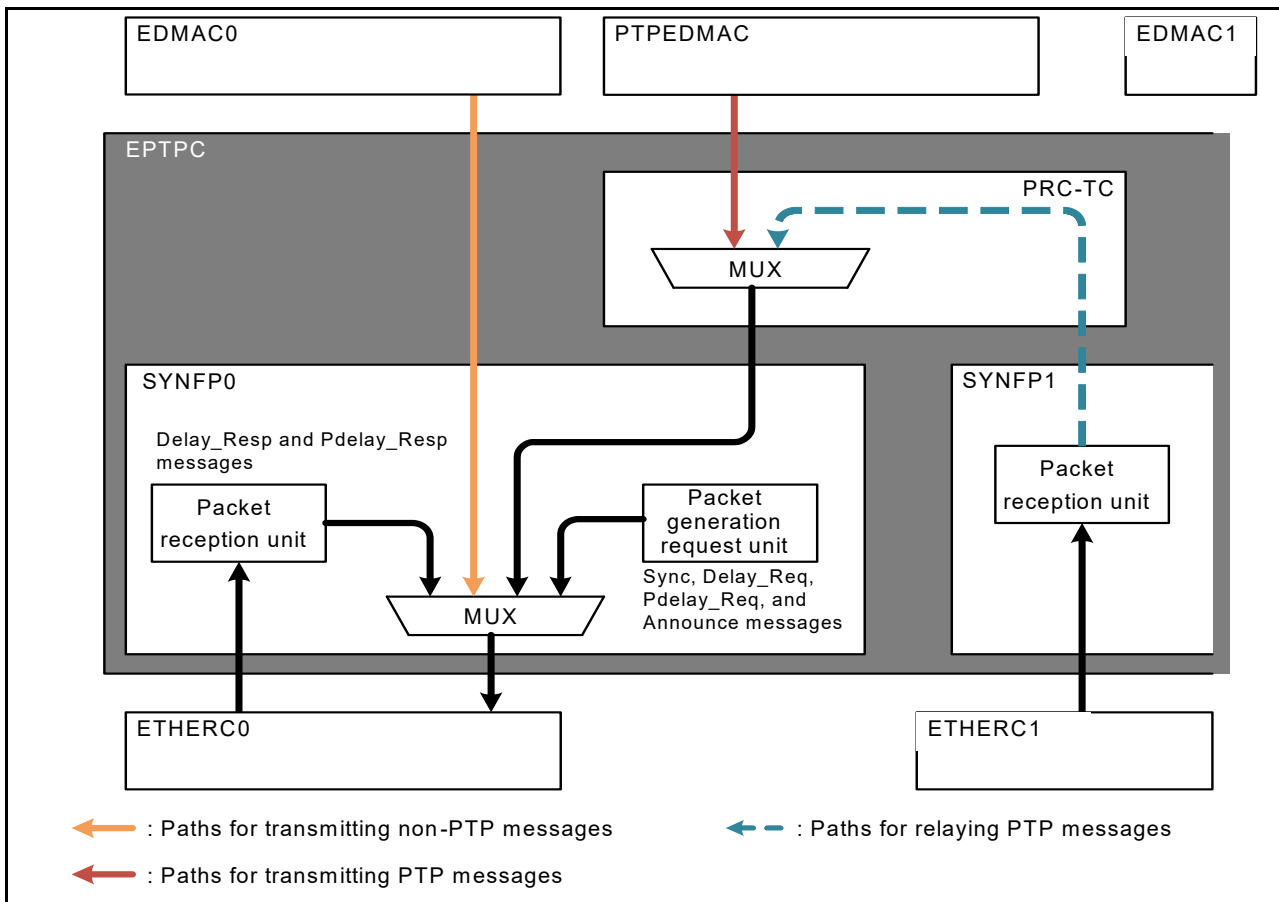 EDMAC0
PTPEDMAC
EDMAC1
EPTPC
PRC-TC
MUX
SYNFP0
SYNFP1
Delay_Resp and Pdelay_Resp
messages
Packet
reception unit
Packet
generation
request unit
Packet
reception unit
Sync, Delay_Req,
Pdelay_Req, and
Announce messages
MUX
ETHERC0
ETHERC1
: Paths for transmitting non-PTP messages
: Paths for relaying PTP messages
: Paths for transmitting PTP messages